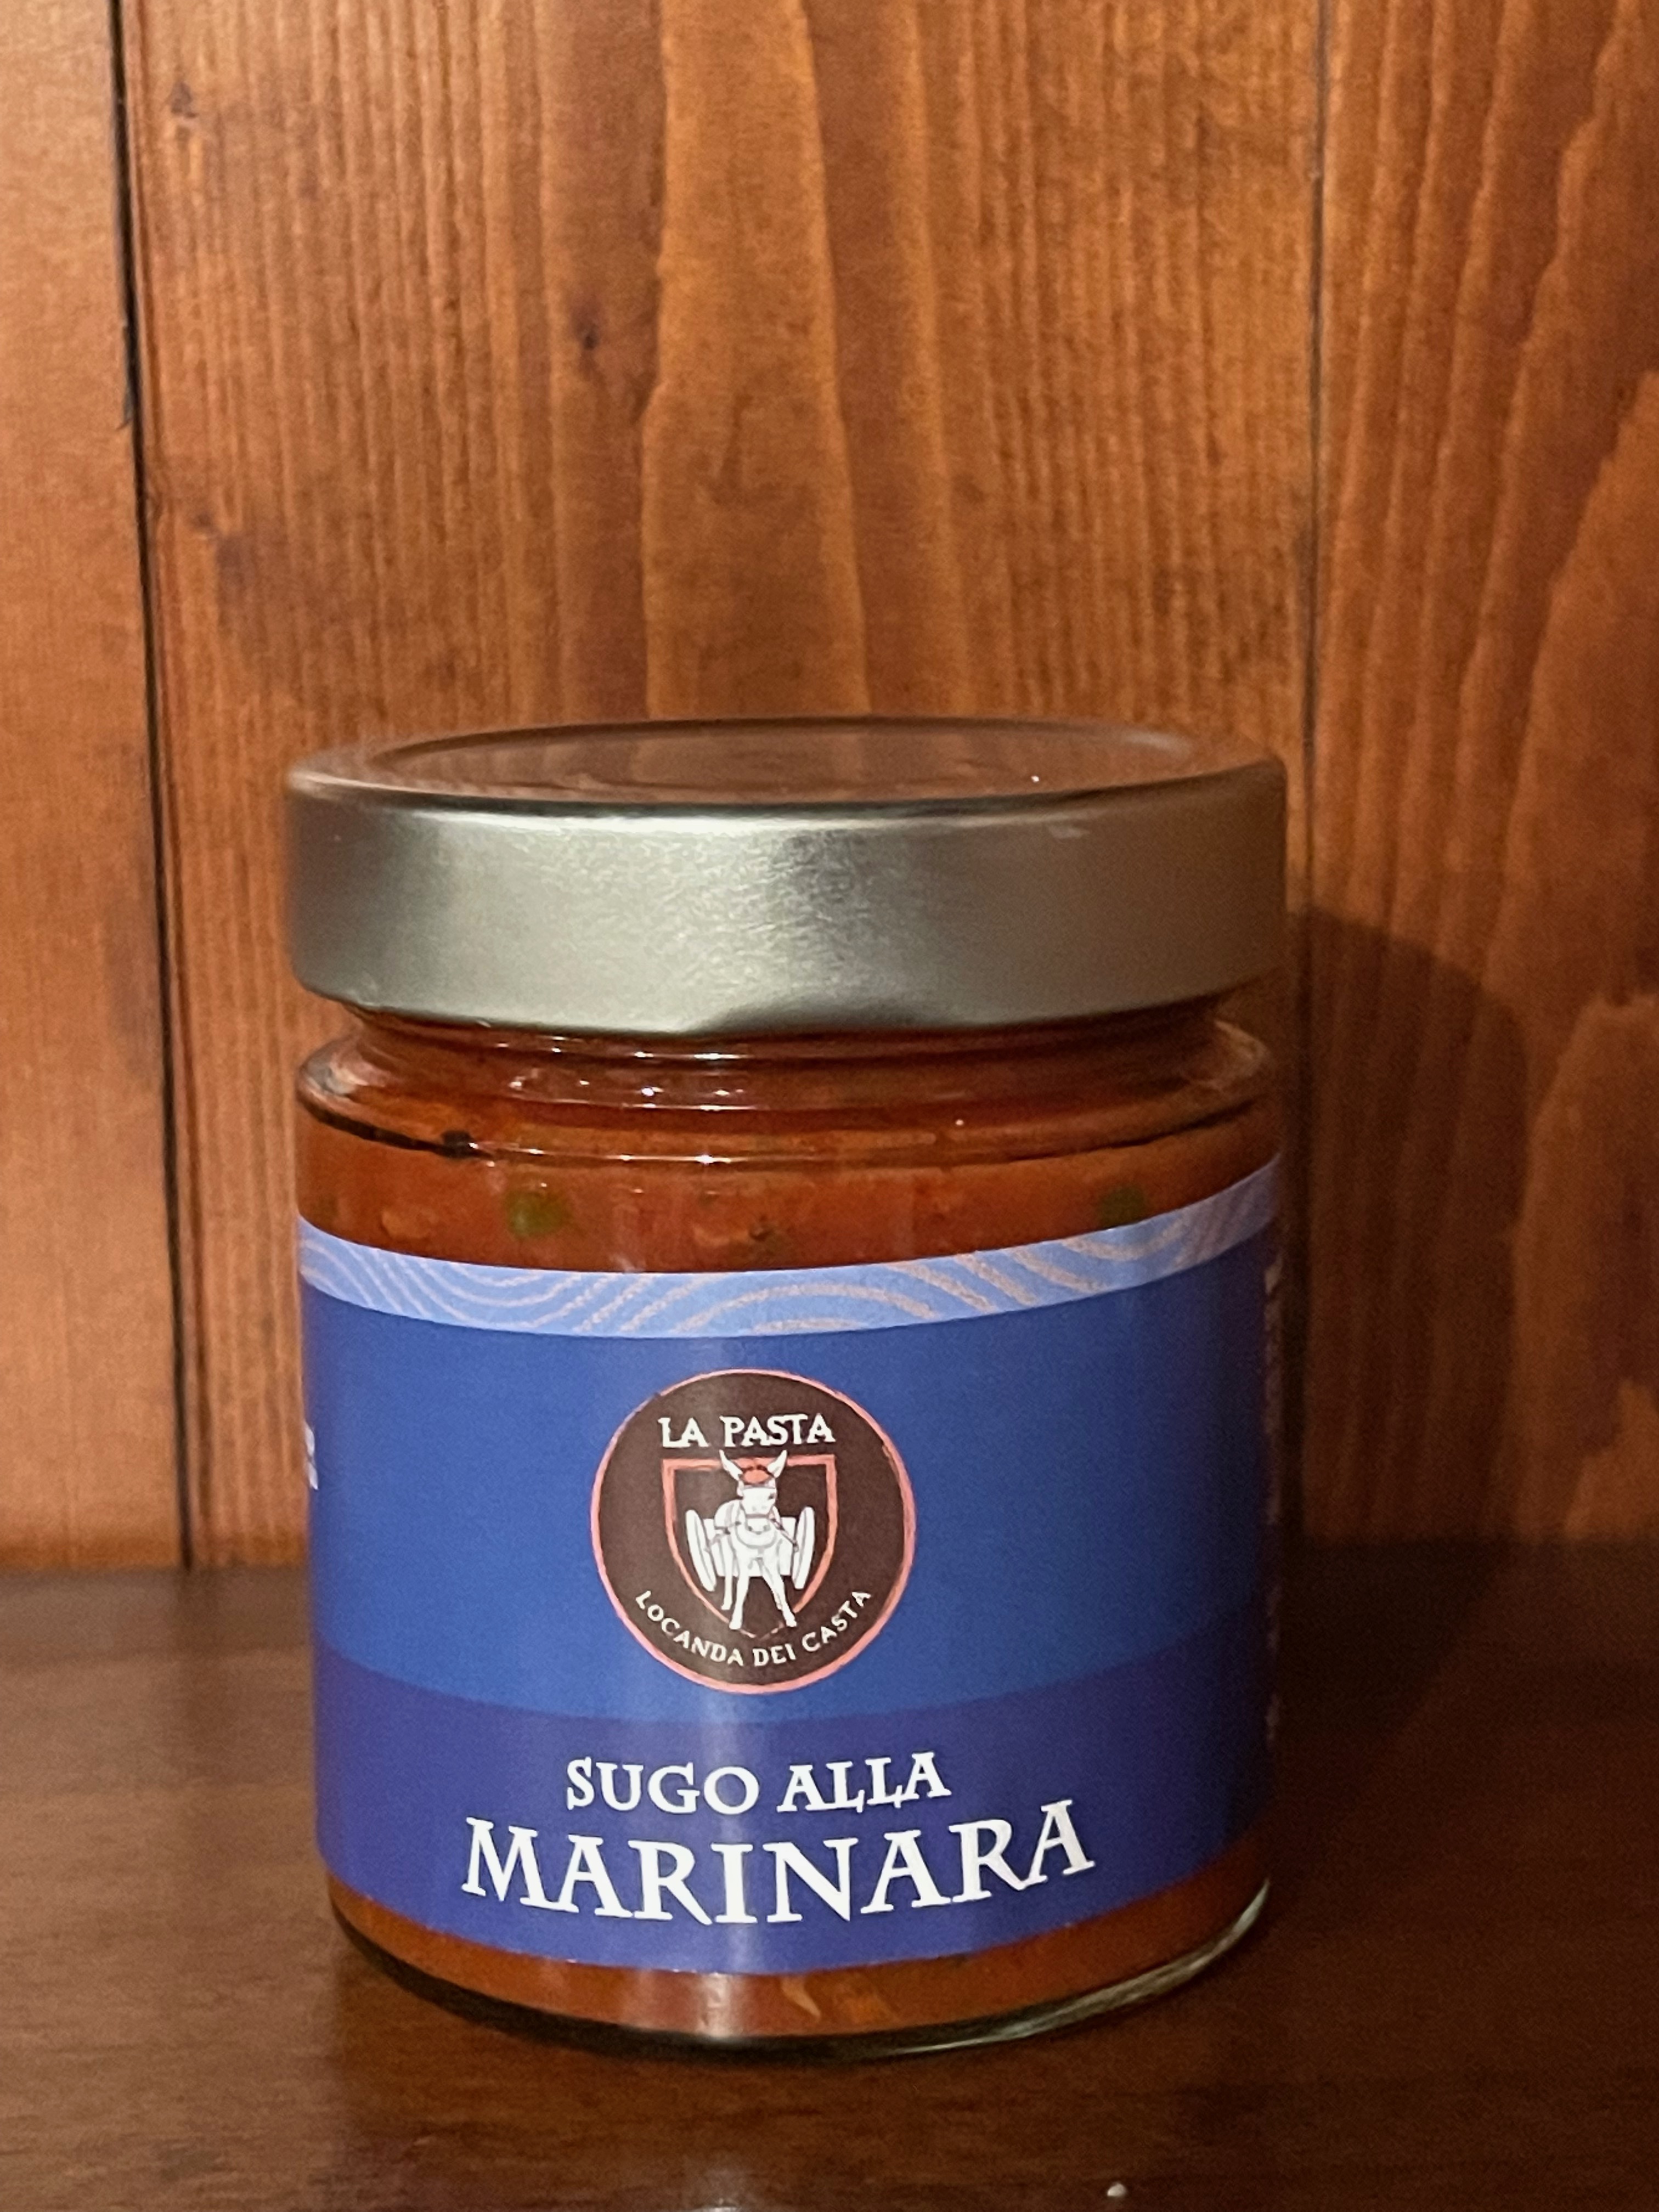 LA PASTA
LOCANDA DEI CASTA
SUGO ALLA
MARINARA